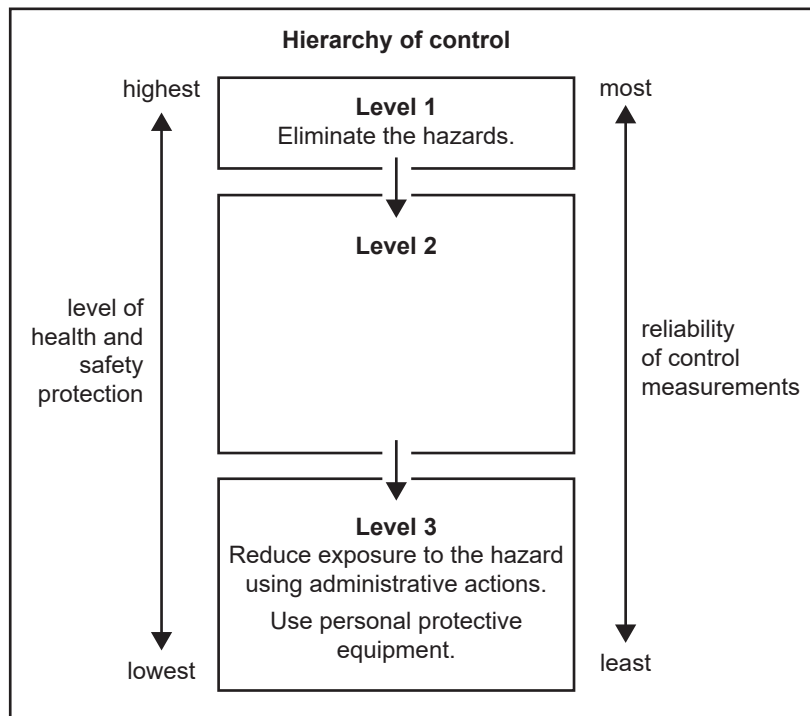 Hierarchy of control
highest
most
Level 1
Eliminate the hazards.
Level 2
level of
health and
safety
protection
reliability
of control
measurements
Level 3
Reduce exposure to the hazard
using administrative actions.
Use personal protective
equipment.
lowest
least